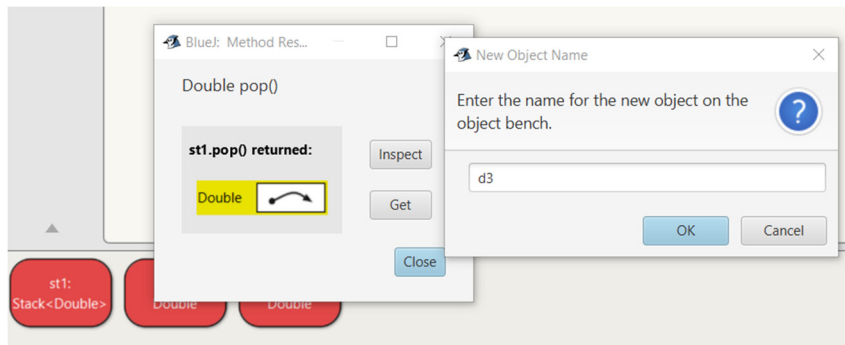 BlueJ: Method Res...
Double pop()
st1.pop() returned:
Double
Inspect
Get
Close
New Object Name
Enter the name for the new object on the
object bench.
?
d3
OK
Cancel
st1:
Stack<Double>
Double
Double